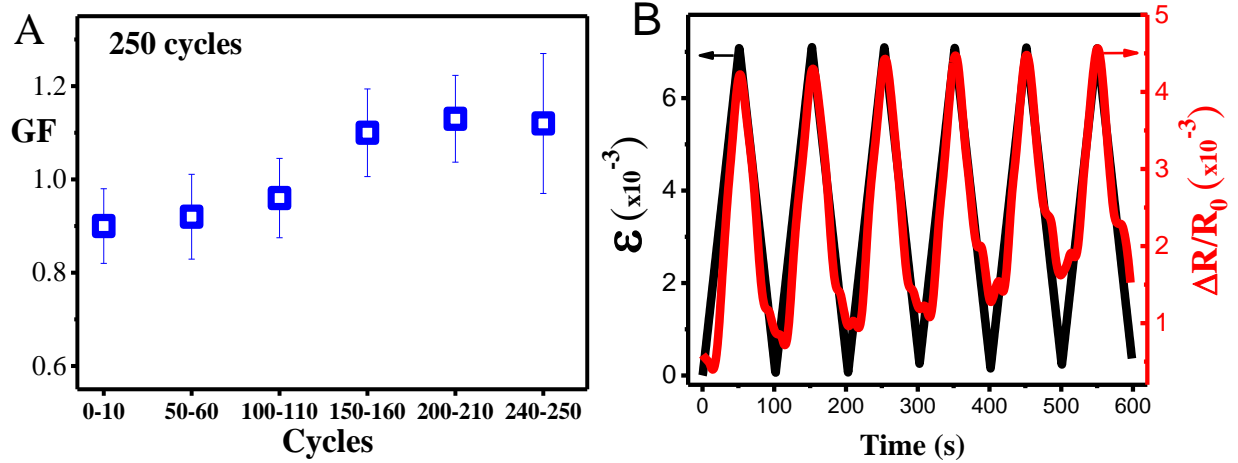 A
250 cycles
GF
1.2
1.0
0.8
0.6
0-10 50-60 100-110 150-160 200-210 240-250
Cycles
B
ε (x10⁻³)
6
4
2
0
0 100 200 300 400 500 600
Time (s)
5
4
3
2
1
ΔR/R₀ (x10⁻³)